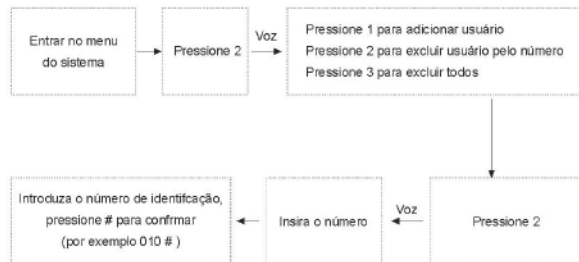 Entrar no menu
do sistema
Pressione 2
Voz
Pressione 1 para adicionar usuário
Pressione 2 para excluir usuário pelo número
Pressione 3 para excluir todos
Pressione 2
Voz
Insira o número
Introduza o número de identifcação,
pressione # para confrmar
(por exemplo 010 # )